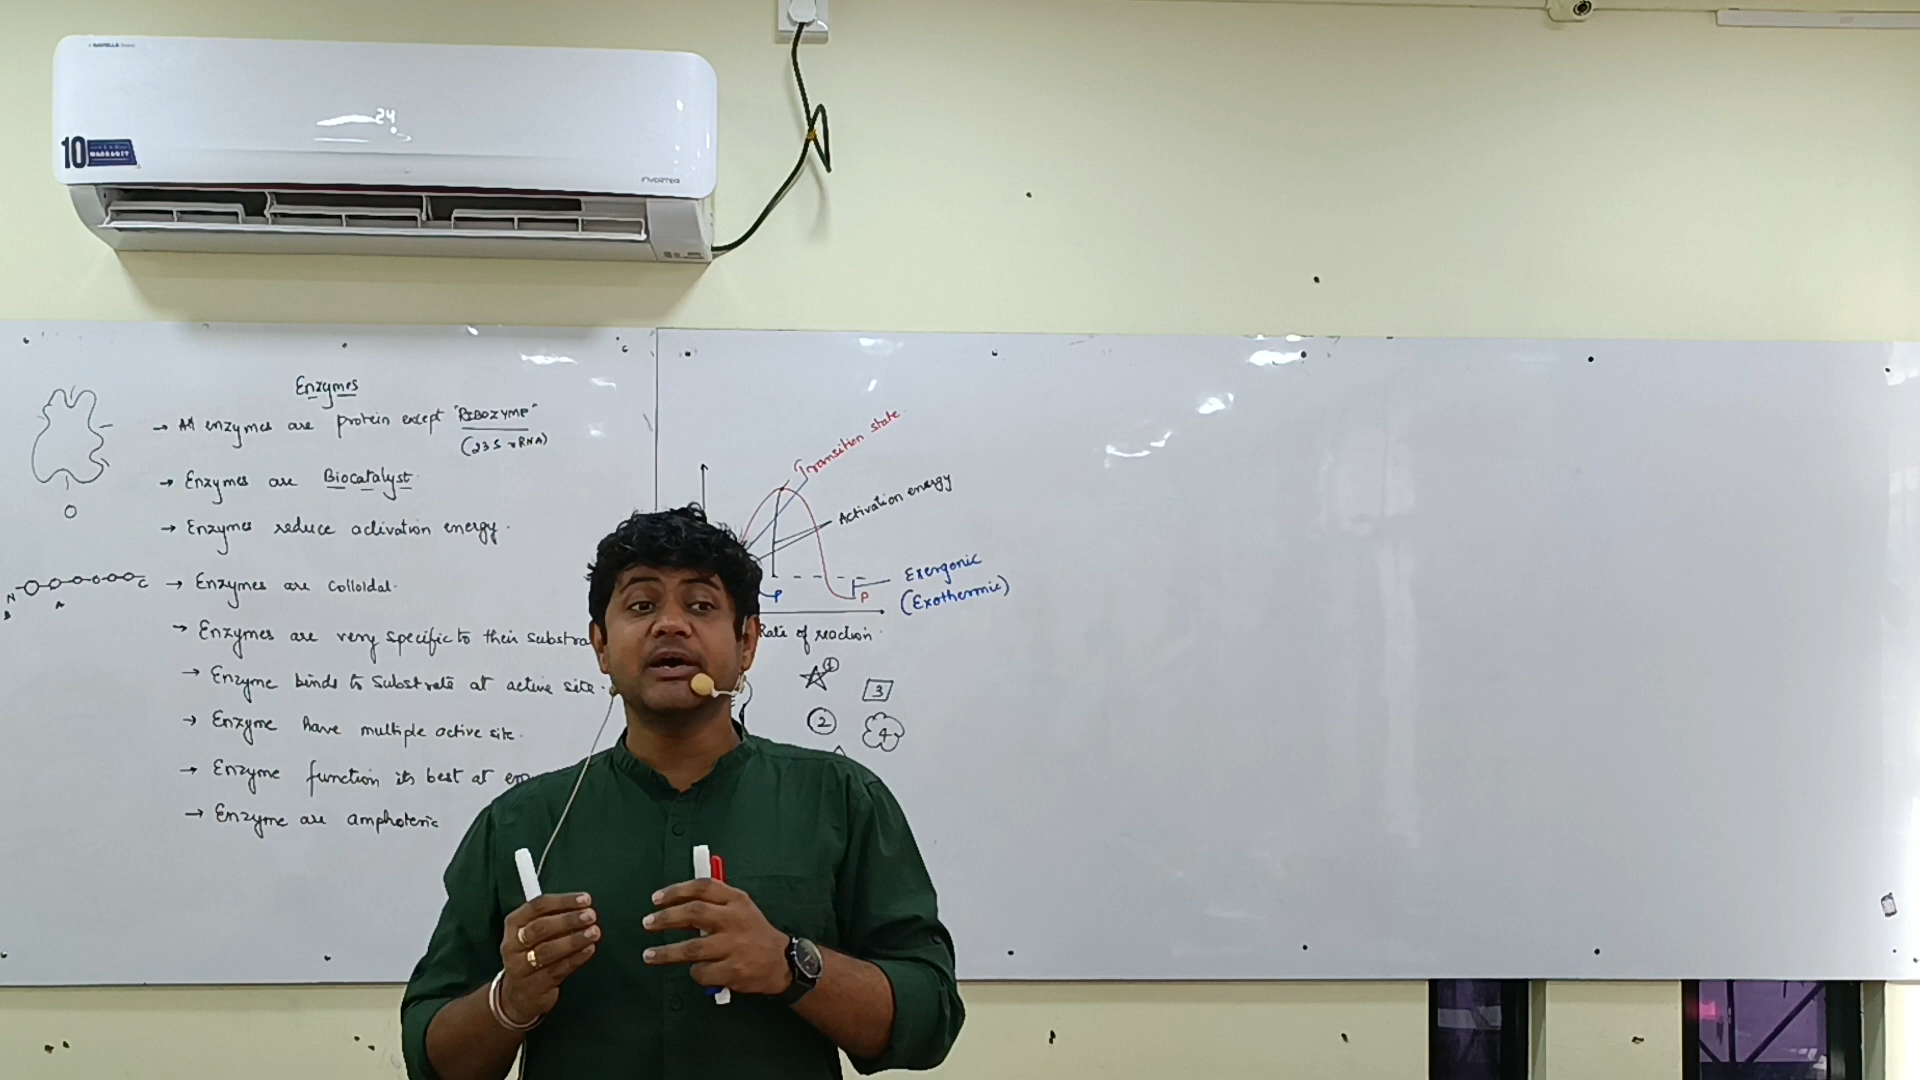 24
10
WARRANTY
INVERTER
Enzymes
→ All enzymes are protein except "RIBOZYME"
(23S rRNA)
→ Enzymes are Biocatalyst.
→ Enzymes reduce activation energy.
→ Enzymes are colloidal.
N
C
A
→ Enzymes are very specific to their substra
→ Enzyme binds to substrate at active site.
→ Enzyme have multiple active site.
→ Enzyme function its best at
→ Enzyme are amphoteric
Transition state
Activation energy
Exergonic
(Exothermic)
P
P
Rate of reaction
1
3
2
4